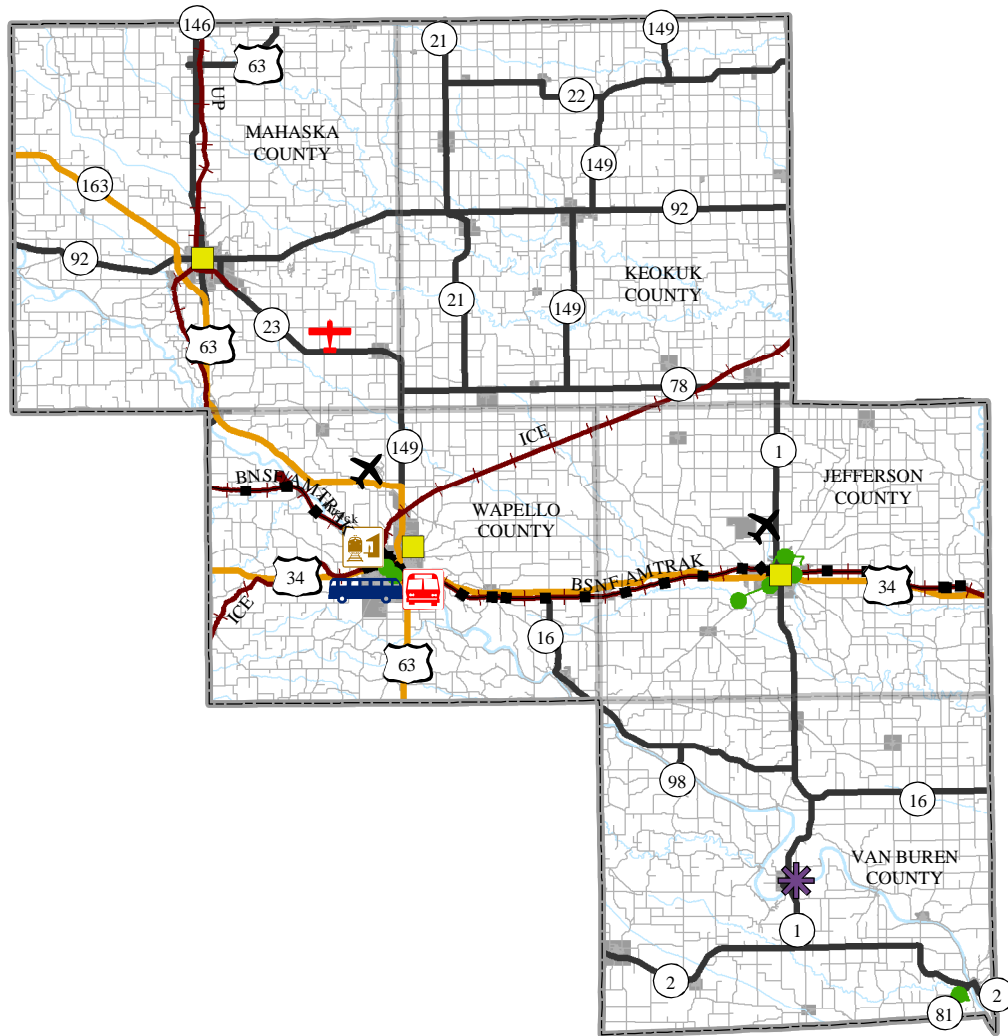 146
21
149
63
UP
22
MAHASKA
COUNTY
149
163
92
92
KEOKUK
COUNTY
21
149
23
63
78
ICE
149
1
BNSF AMTRAK
WAPELLO
COUNTY
JEFFERSON
COUNTY
BSNF AMTRAK
34
34
ICE
16
63
98
16
VAN BUREN
COUNTY
1
2
2
81